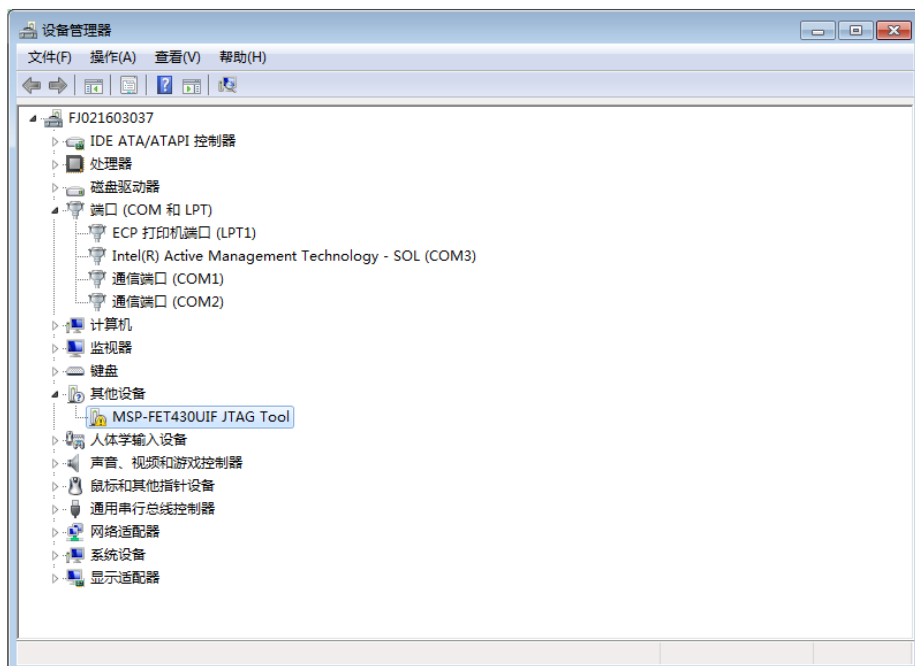 设备管理器
文件(F) 操作(A) 查看(V) 帮助(H)
FJ021603037
IDE ATA/ATAPI 控制器
处理器
磁盘驱动器
端口 (COM 和 LPT)
ECP 打印机端口 (LPT1)
Intel(R) Active Management Technology - SOL (COM3)
通信端口 (COM1)
通信端口 (COM2)
计算机
监视器
键盘
其他设备
MSP-FET430UIF JTAG Tool
人体学输入设备
声音、视频和游戏控制器
鼠标和其他指针设备
通用串行总线控制器
网络适配器
系统设备
显示适配器